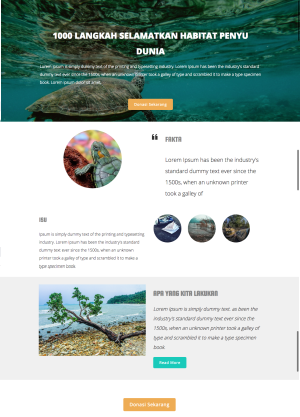 1000 LANGKAH SELAMATKAN HABITAT PENYU
DUNIA
Lorem Ipsum is simply dummy text of the printing and typesetting industry. Lorem Ipsum has been the industry's standard
dummy text ever since the 1500s, when an unknown printer took a galley of type and scrambled it to make a type specimen
book. Lorem ipsum dolorsit amet.
Donasi Sekarang
FAKTA
Lorem Ipsum has been the industry's
standard dummy text ever since the
1500s, when an unknown printer
took a galley of
ISU
Ipsum is simply dummy text of the printing and typesetting
industry. Lorem Ipsum has been the industry's standard
dummy text ever since the 1500s, when an unknown printer
took a galley of type and scrambled it to make a
type specimen book.
APA YANG KITA LAKUKAN
Lorem Ipsum is simply dummy text. as been the
industry's standard dummy text ever since the
1500s, when an unknown printer took a galley of
type and scrambled it to make a type specimen
book.
Read More
Donasi Sekarang